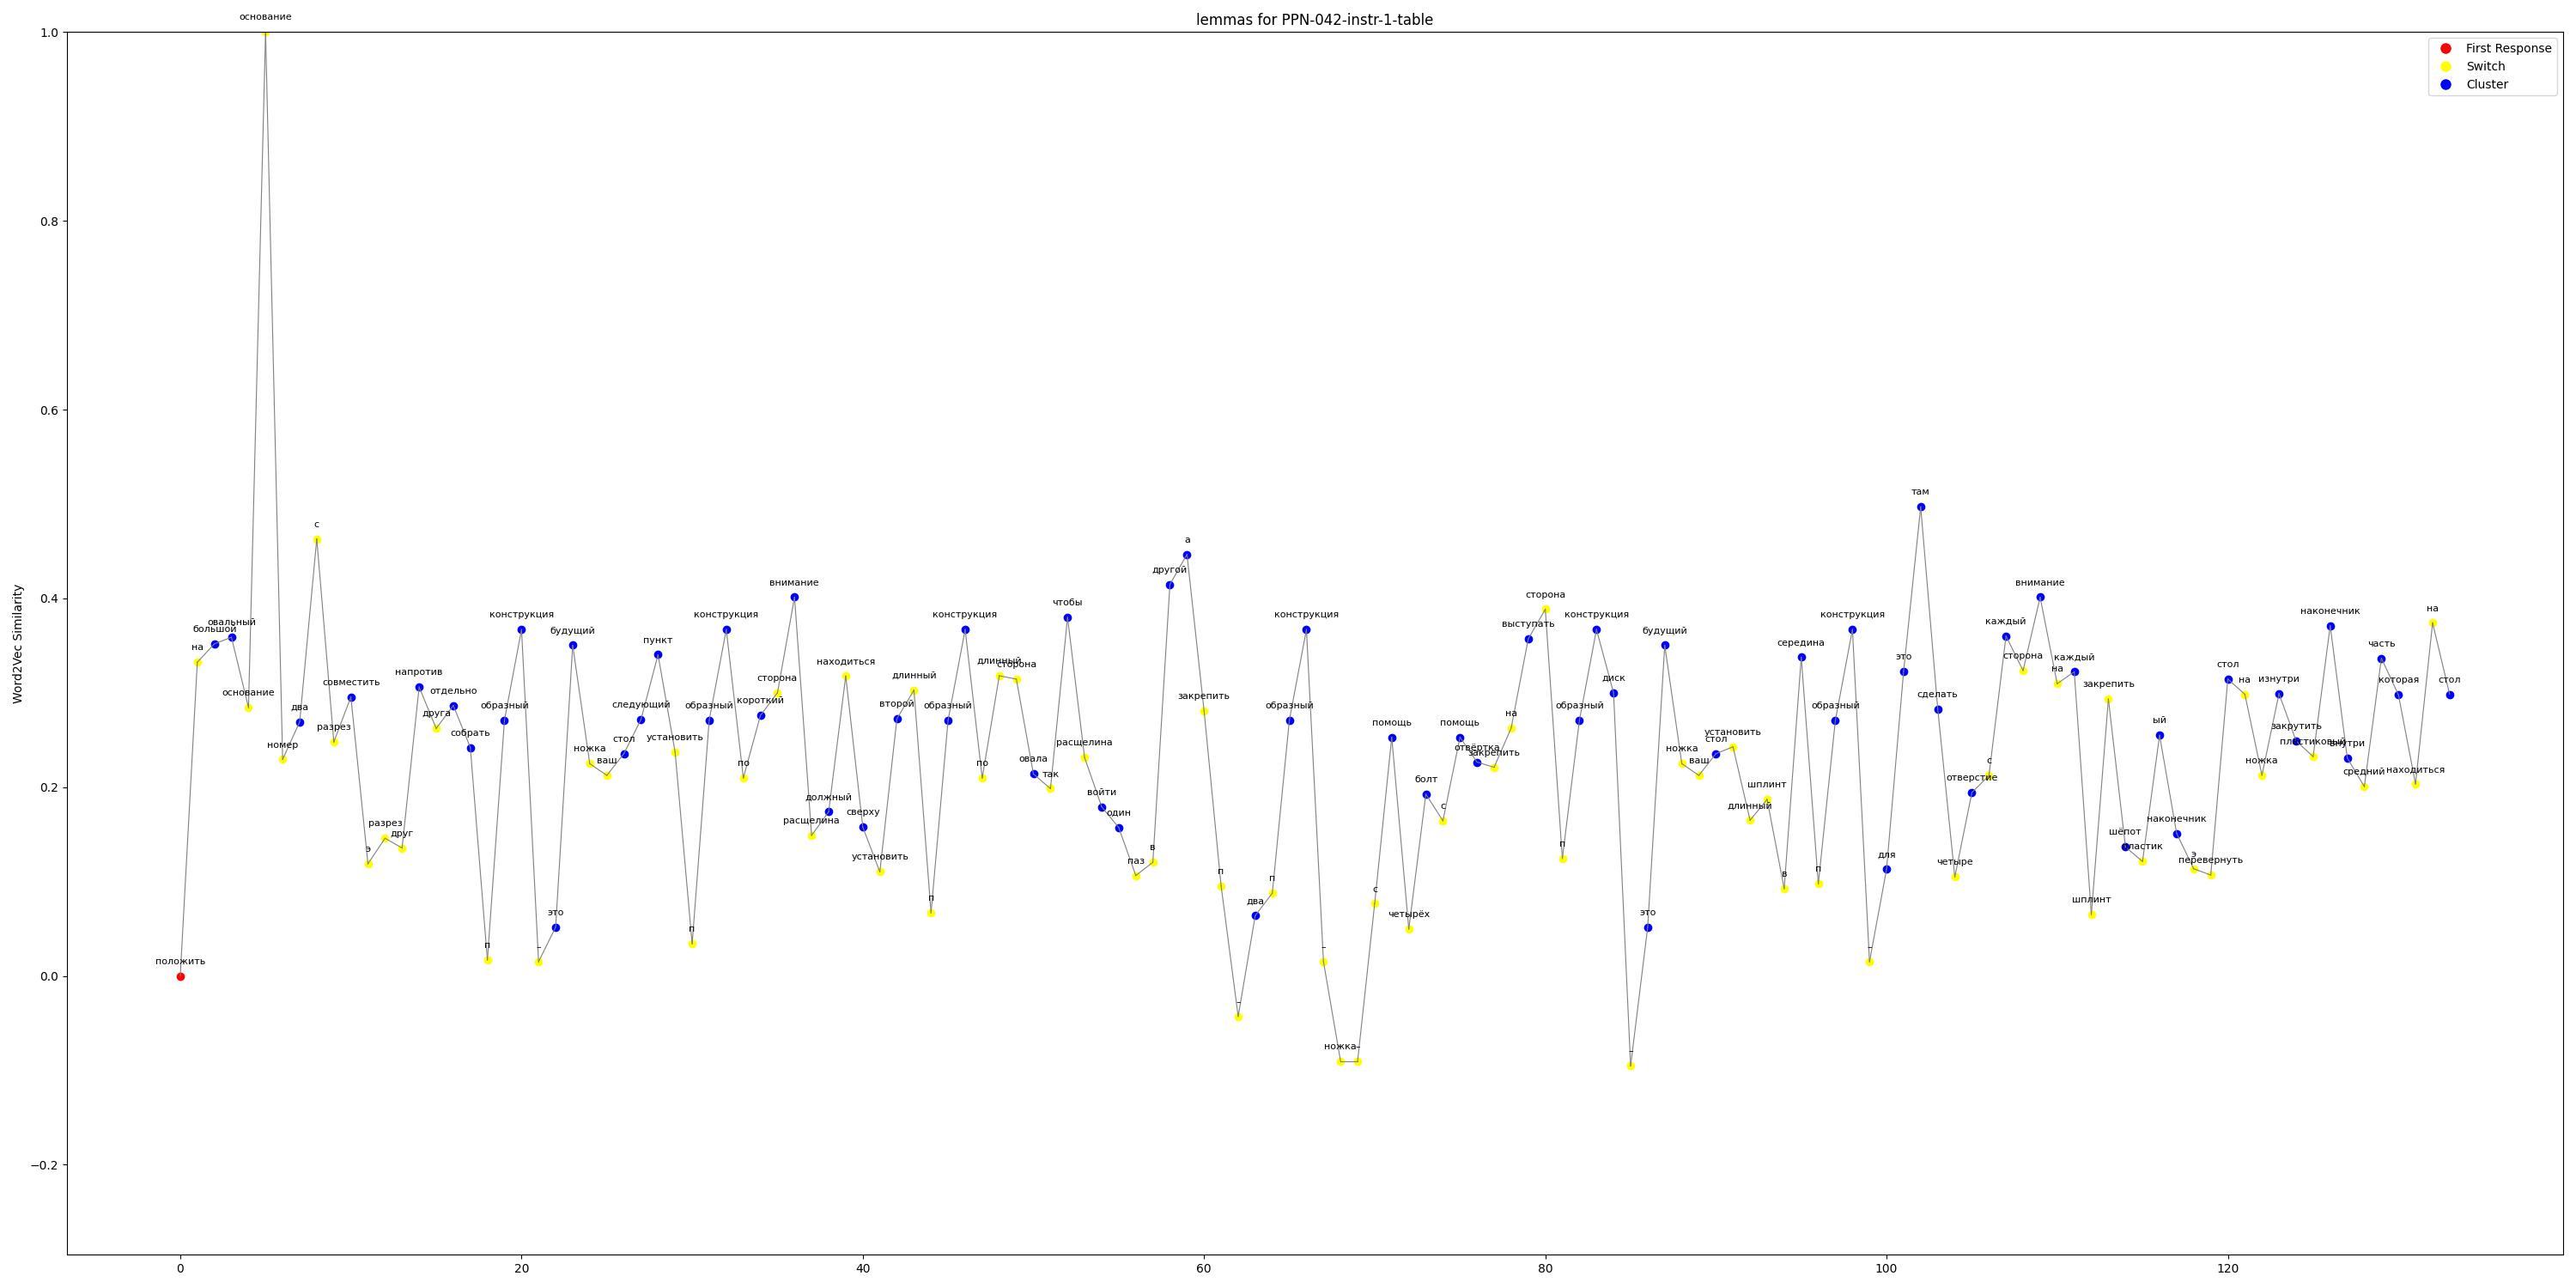 lemmas for PPN-042-instr-1-table
First Response
Switch
Cluster
Word2Vec Similarity
1.0
0.8
0.6
0.4
0.2
0.0
−0.2
0
20
40
60
80
100
120
положить
на
большой
овальный
основание
основание
номер
два
с
разрез
совместить
э
разрез
друг
напротив
друга
отдельно
собрать
п
образный
конструкция
–
это
будущий
ножка
ваш
стол
следующий
пункт
установить
п
образный
конструкция
по
короткий
сторона
внимание
расщелина
должный
находиться
сверху
установить
второй
длинный
п
образный
конструкция
по
длинный
сторона
овала
так
чтобы
расщелина
войти
один
паз
в
другой
а
закрепить
п
–
два
п
образный
конструкция
–
ножка
–
с
помощь
четырёх
болт
с
помощь
отвёртка
закрепить
на
выступать
сторона
п
образный
конструкция
диск
–
это
будущий
ножка
ваш
стол
установить
длинный
шплинт
в
середина
п
образный
конструкция
–
для
это
там
сделать
четыре
отверстие
с
каждый
сторона
внимание
на
каждый
шплинт
закрепить
шёпот
пластик
ый
наконечник
э
перевернуть
стол
на
ножка
изнутри
закрутить
пластиковый
наконечник
внутри
средний
часть
которая
находиться
на
стол